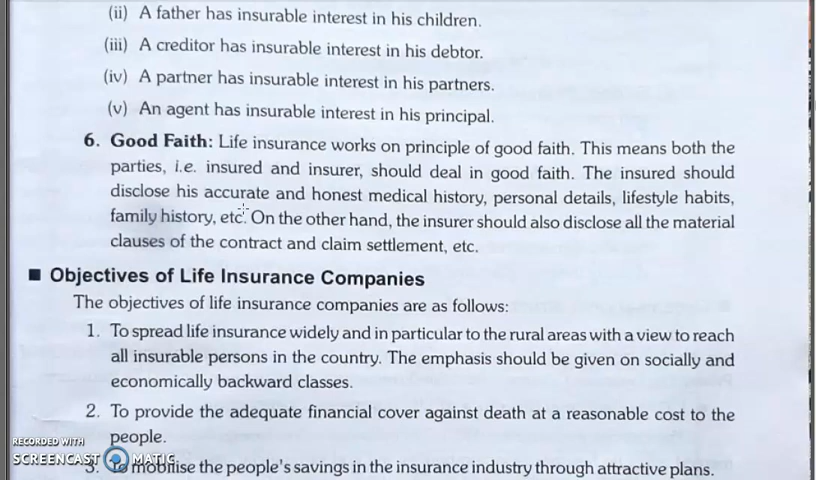 (ii) A father has insurable interest in his children.
(iii) A creditor has insurable interest in his debtor.
(iv) A partner has insurable interest in his partners.
(v) An agent has insurable interest in his principal.
6. Good Faith: Life insurance works on principle of good faith. This means both the
parties, i.e. insured and insurer, should deal in good faith. The insured should
disclose his accurate and honest medical history, personal details, lifestyle habits,
family history, etc. On the other hand, the insurer should also disclose all the material
clauses of the contract and claim settlement, etc.
■ Objectives of Life Insurance Companies
The objectives of life insurance companies are as follows:
1. To spread life insurance widely and in particular to the rural areas with a view to reach
all insurable persons in the country. The emphasis should be given on socially and
economically backward classes.
2. To provide the adequate financial cover against death at a reasonable cost to the
people.
3. To mobilise the people's savings in the insurance industry through attractive plans.
RECORDED WITH
SCREENCAST MATIC